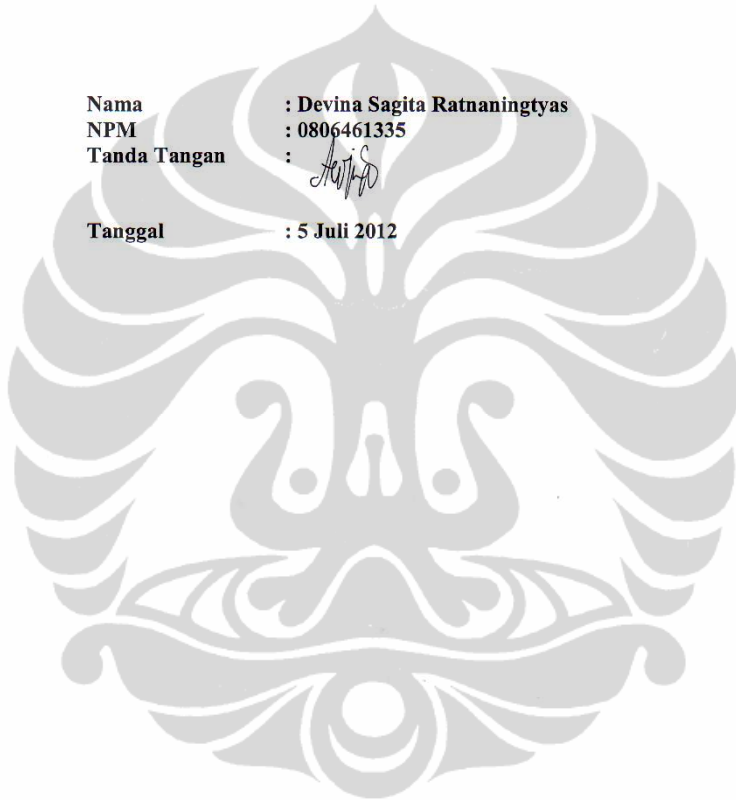 Nama : Devina Sagita Ratnaningtyas
NPM : 0806461335
Tanda Tangan :
Tanggal : 5 Juli 2012